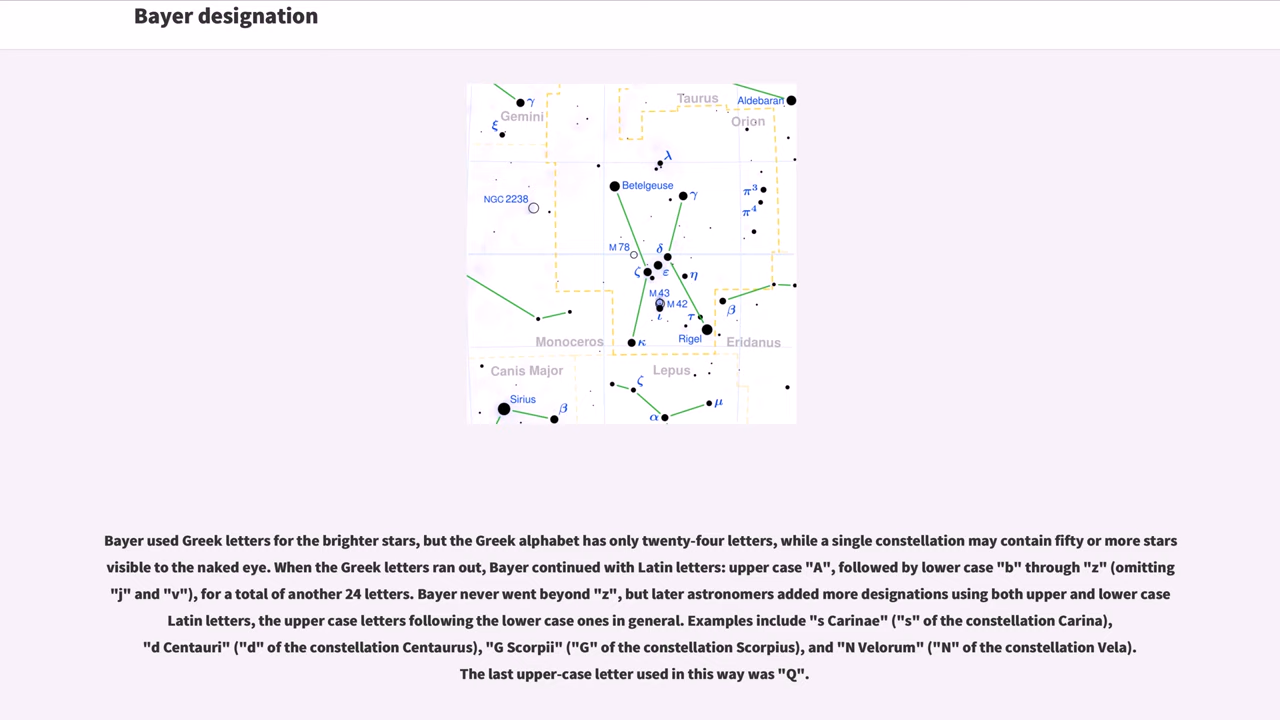 Bayer designation
Taurus
Aldebaran
γ
Gemini
Orion
ξ
λ
Betelgeuse
γ
π³
NGC 2238
π⁴
M 78
δ
ζ
ε
η
M 43
M 42
ι
τ
β
Rigel
κ
Monoceros
Eridanus
Canis Major
Lepus
ζ
Sirius
β
α
μ
Bayer used Greek letters for the brighter stars, but the Greek alphabet has only twenty-four letters, while a single constellation may contain fifty or more stars
visible to the naked eye. When the Greek letters ran out, Bayer continued with Latin letters: upper case "A", followed by lower case "b" through "z" (omitting
"j" and "v"), for a total of another 24 letters. Bayer never went beyond "z", but later astronomers added more designations using both upper and lower case
Latin letters, the upper case letters following the lower case ones in general. Examples include "s Carinae" ("s" of the constellation Carina),
"d Centauri" ("d" of the constellation Centaurus), "G Scorpii" ("G" of the constellation Scorpius), and "N Velorum" ("N" of the constellation Vela).
The last upper-case letter used in this way was "Q".